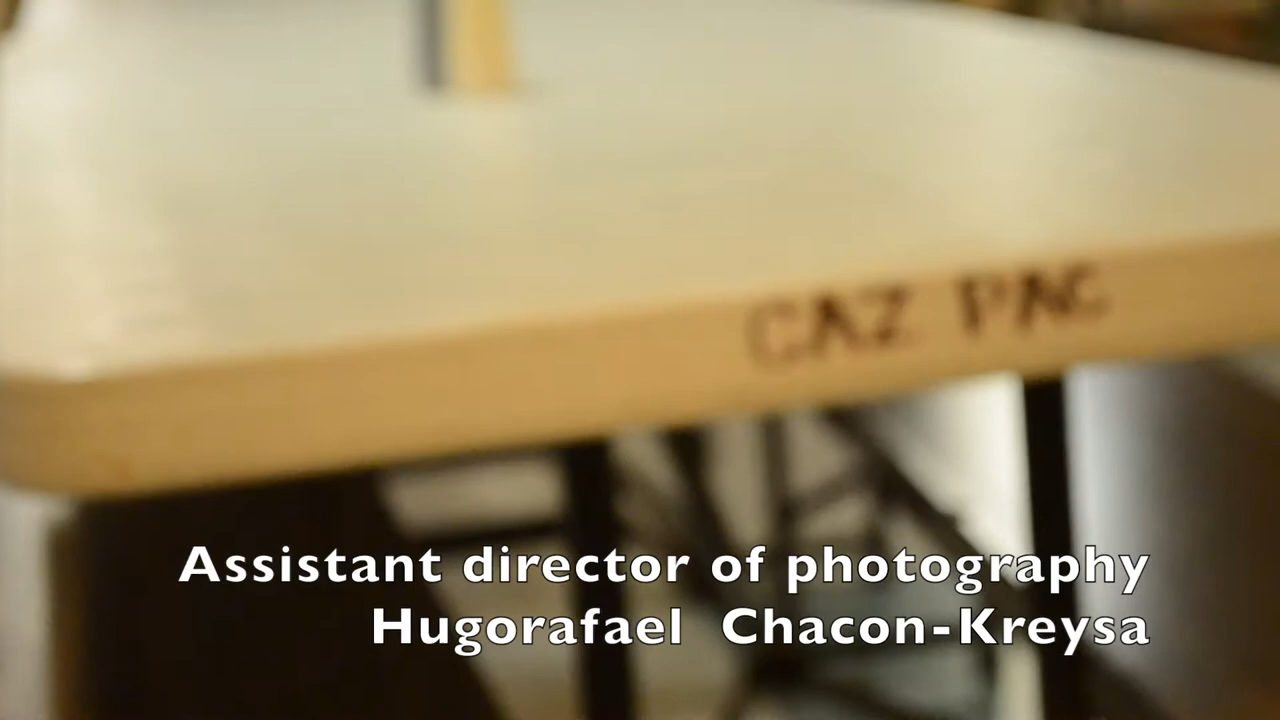 CAZ PAC
Assistant director of photography
Hugorafael Chacon-Kreysa